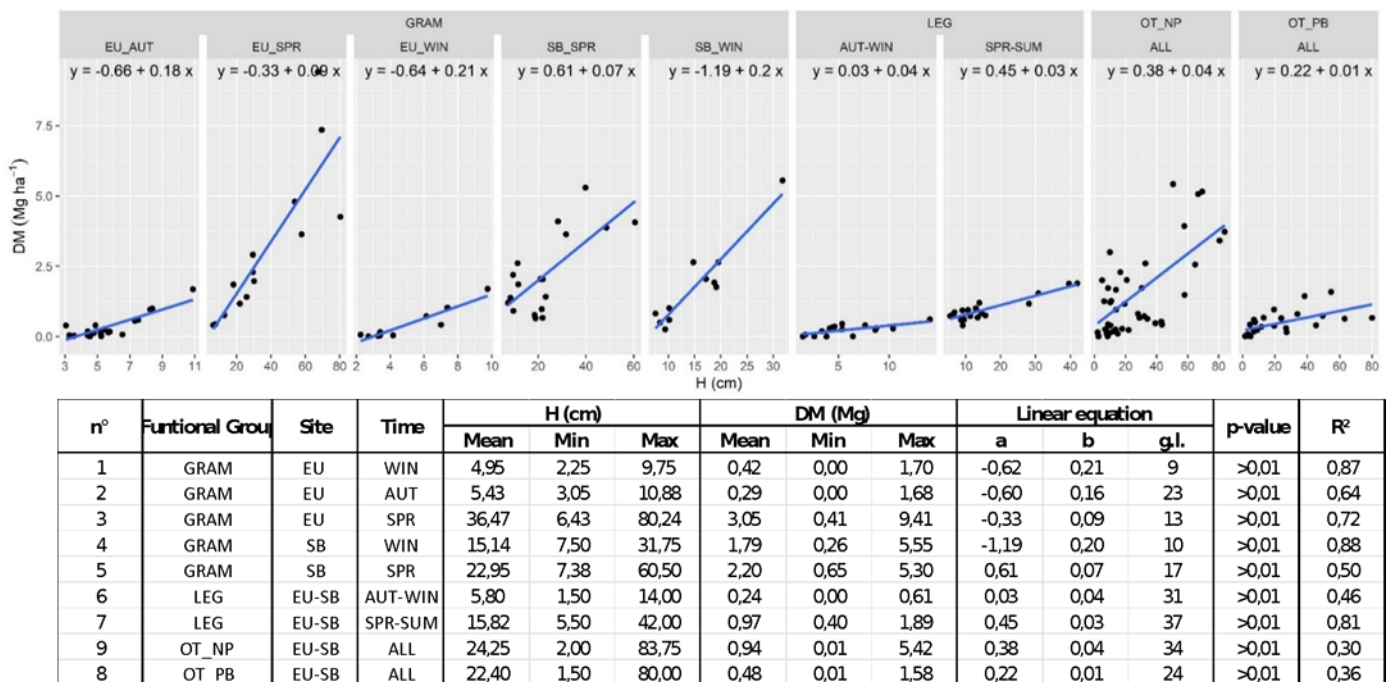 GRAM LEG OT_NP OT_PB
EU_AUT EU_SPR EU_WIN SB_SPR SB_WIN AUT-WIN SPR-SUM ALL ALL
y = -0.66 + 0.18 x y = -0.33 + 0.09 x y = -0.64 + 0.21 x y = 0.61 + 0.07 x y = -1.19 + 0.2 x y = 0.03 + 0.04 x y = 0.45 + 0.03 x y = 0.38 + 0.04 x y = 0.22 + 0.01 x
7.5
5.0
2.5
0.0
DM (Mg ha⁻¹)
3 5 7 9 11 20 40 60 80 2 4 6 8 10 20 40 60 10 15 20 25 30 5 10 10 20 30 40 0 20 40 60 80 0 20 40 60 80
H (cm)
n° Funtional Grou Site Time H (cm) DM (Mg) Linear equation p-value R²
Mean Min Max Mean Min Max a b g.l.
1 GRAM EU WIN 4,95 2,25 9,75 0,42 0,00 1,70 -0,62 0,21 9 >0,01 0,87
2 GRAM EU AUT 5,43 3,05 10,88 0,29 0,00 1,68 -0,60 0,16 23 >0,01 0,64
3 GRAM EU SPR 36,47 6,43 80,24 3,05 0,41 9,41 -0,33 0,09 13 >0,01 0,72
4 GRAM SB WIN 15,14 7,50 31,75 1,79 0,26 5,55 -1,19 0,20 10 >0,01 0,88
5 GRAM SB SPR 22,95 7,38 60,50 2,20 0,65 5,30 0,61 0,07 17 >0,01 0,50
6 LEG EU-SB AUT-WIN 5,80 1,50 14,00 0,24 0,00 0,61 0,03 0,04 31 >0,01 0,46
7 LEG EU-SB SPR-SUM 15,82 5,50 42,00 0,97 0,40 1,89 0,45 0,03 37 >0,01 0,81
9 OT_NP EU-SB ALL 24,25 2,00 83,75 0,94 0,01 5,42 0,38 0,04 34 >0,01 0,30
8 OT_PB EU-SB ALL 22,40 1,50 80,00 0,48 0,01 1,58 0,22 0,01 24 >0,01 0,36